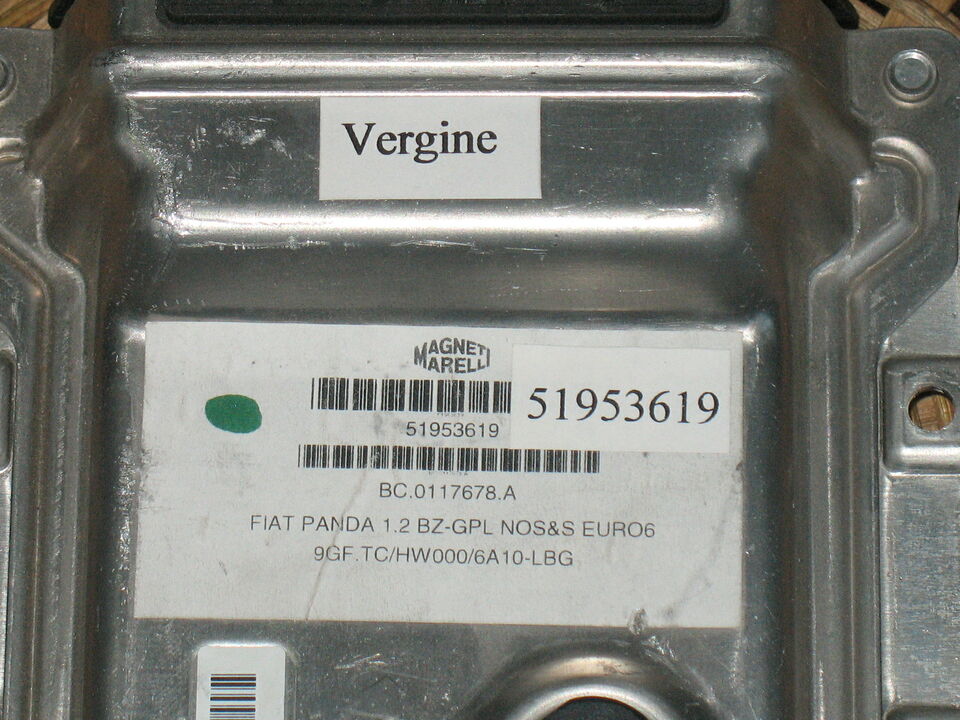 Vergine
MAGNETI
MARELLI
51953619
51953619
BC.0117678.A
FIAT PANDA 1.2 BZ-GPL NOS&S EURO6
9GF.TC/HW000/6A10-LBG